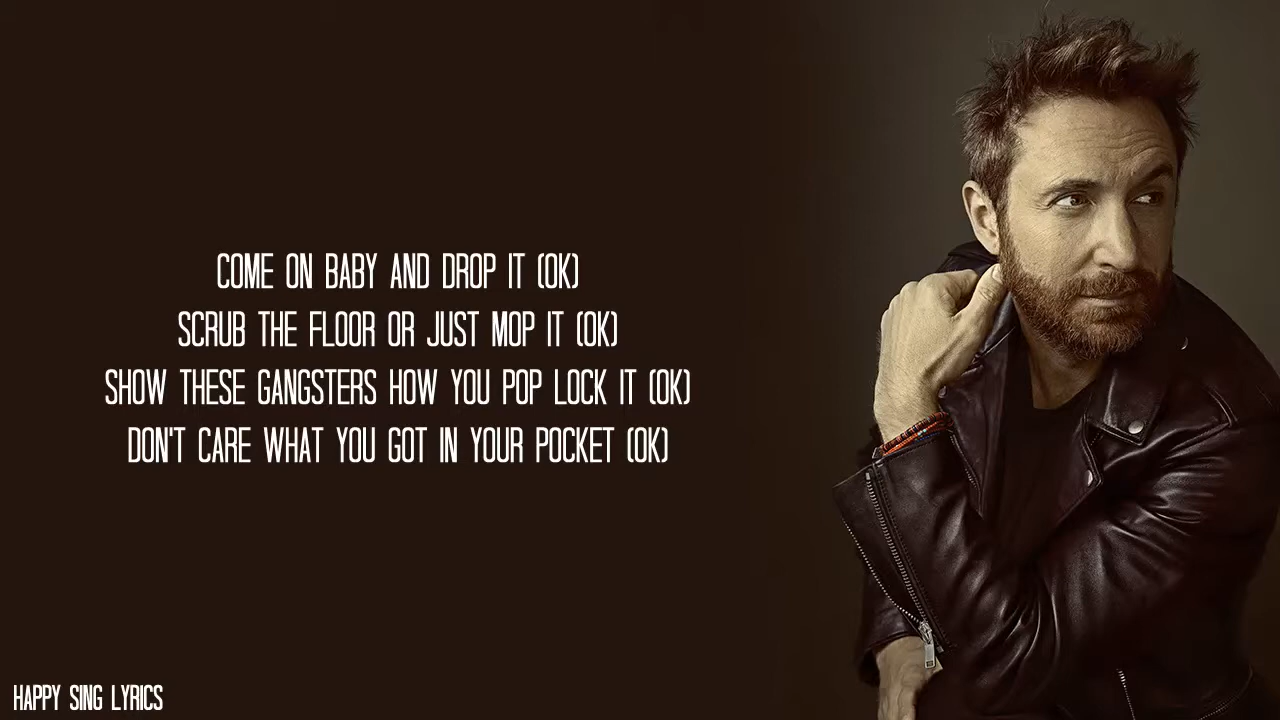 COME ON BABY AND DROP IT (OK)
SCRUB THE FLOOR OR JUST MOP IT (OK)
SHOW THESE GANGSTERS HOW YOU POP LOCK IT (OK)
DON'T CARE WHAT YOU GOT IN YOUR POCKET (OK)
HAPPY SING LYRICS